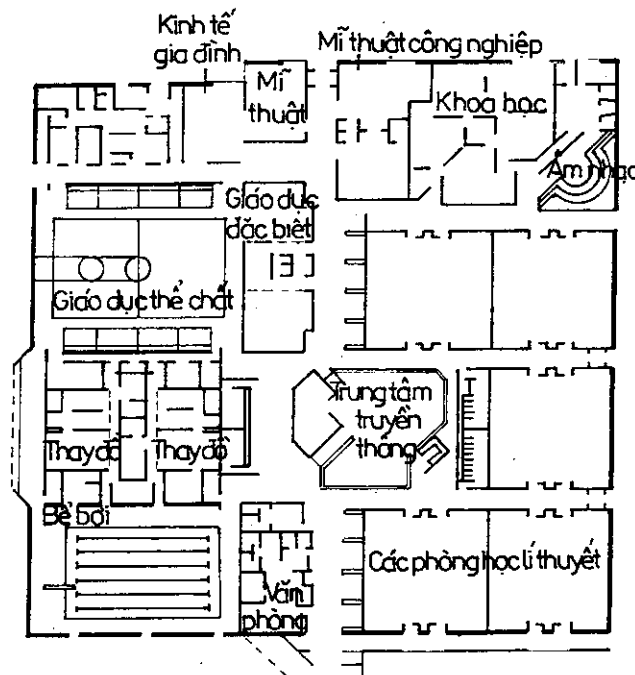 Kinh tế
gia đình
Mĩ thuật công nghiệp
Mĩ
thuật
Khoa học
Âm nhạc
Giáo dục
đặc biệt
Giáo dục thể chất
Trung tâm
truyền
thông
Thay đồ
Thay đồ
Bể bơi
Các phòng học lí thuyết
Văn
phòng